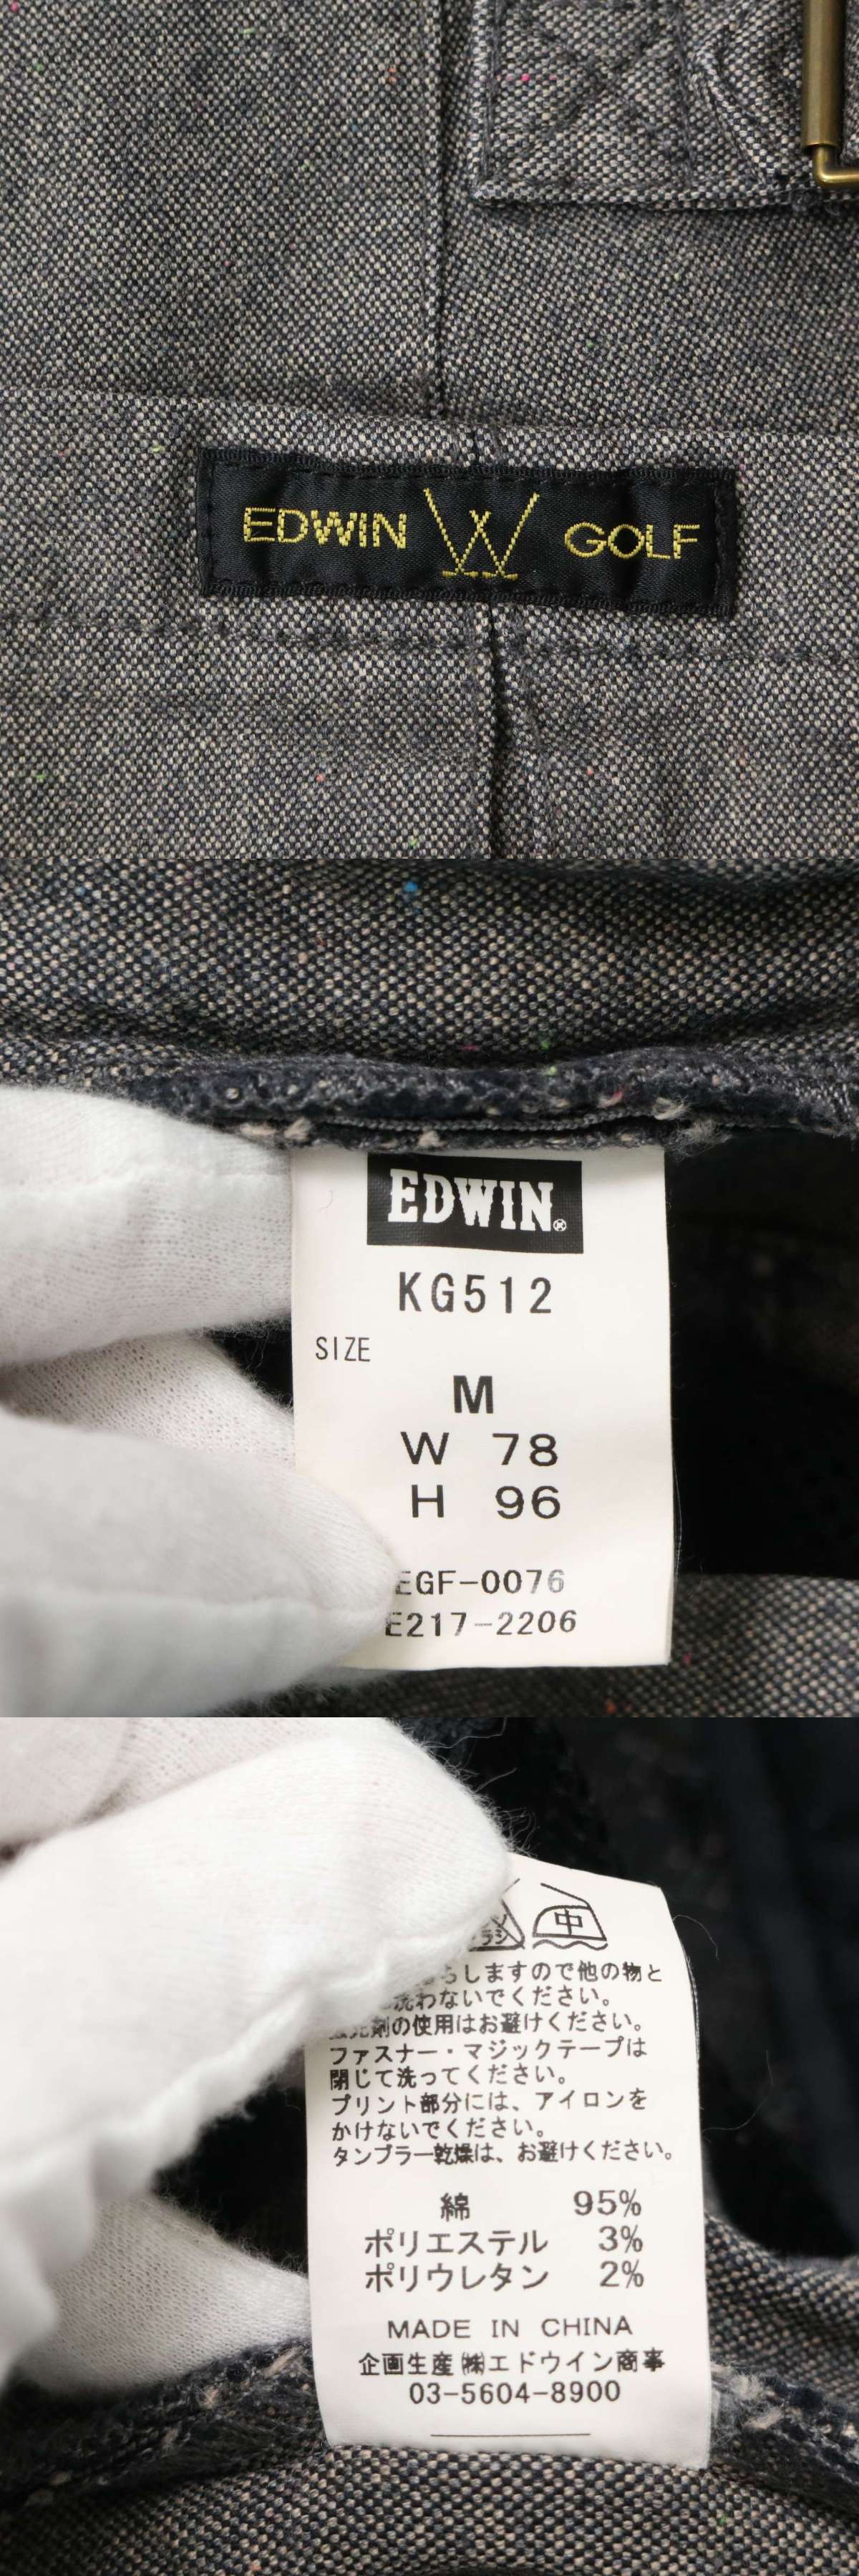 EDWIN GOLF
EDWIN®
KG512
SIZE
M
W 78
H 96
EGF-0076
E217-2206
中
しますので他の物と
洗わないでください。
剤の使用はお避けください。
ファスナー・マジックテープは
閉じて洗ってください。
プリント部分には、アイロンを
かけないでください。
タンブラー乾燥は、お避けください。
綿 95%
ポリエステル 3%
ポリウレタン 2%
MADE IN CHINA
企画生産㈱エドウイン商事
03-5604-8900